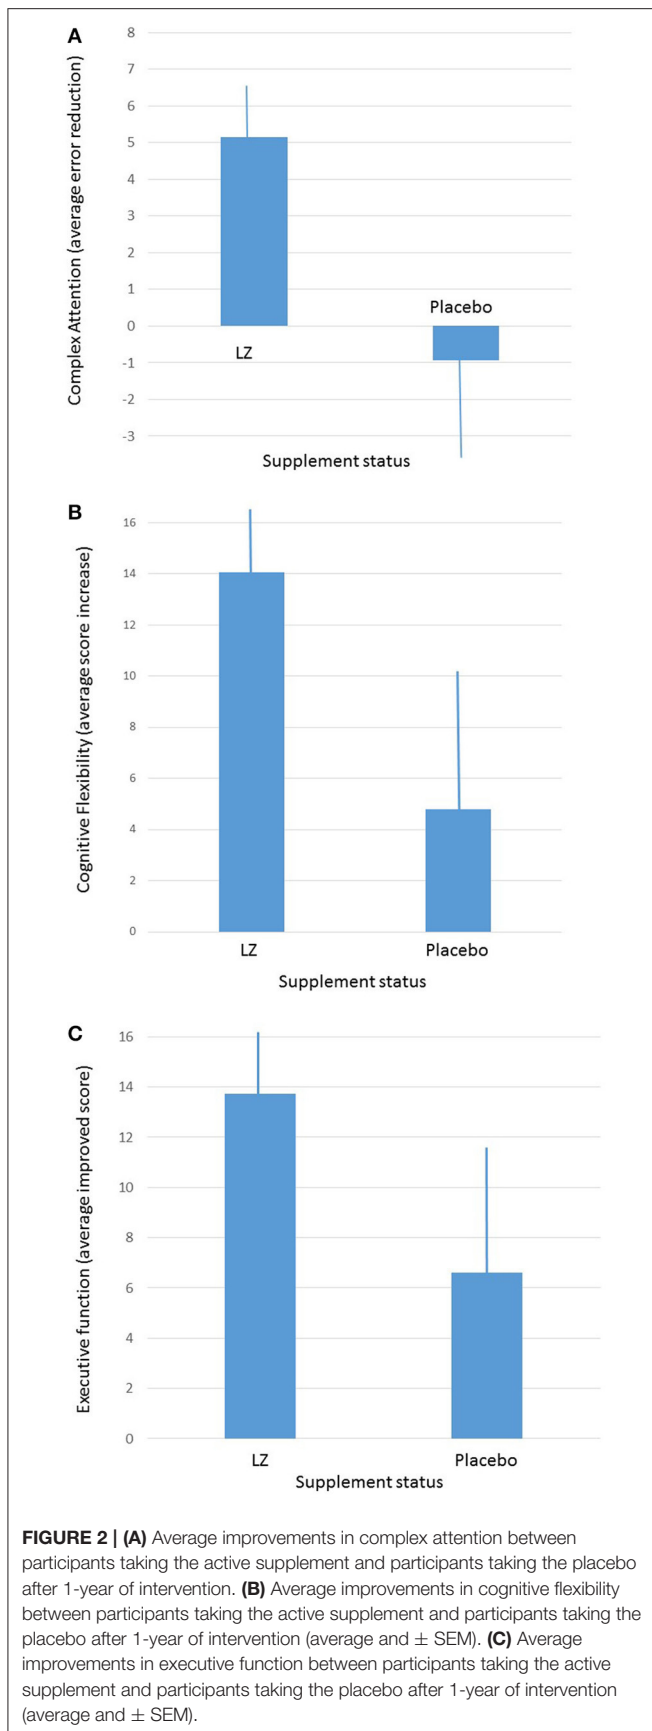 A
Complex Attention (average error reduction)
8
7
6
5
4
3
2
1
0
-1
-2
-3
LZ
Placebo
Supplement status
B
Cognitive Flexibility (average score increase)
16
14
12
10
8
6
4
2
0
LZ Placebo
Supplement status
C
Executive function (average improved score)
16
14
12
10
8
6
4
2
0
LZ Placebo
Supplement status
FIGURE 2 | (A) Average improvements in complex attention between
participants taking the active supplement and participants taking the placebo
after 1-year of intervention. (B) Average improvements in cognitive flexibility
between participants taking the active supplement and participants taking the
placebo after 1-year of intervention (average and ± SEM). (C) Average
improvements in executive function between participants taking the active
supplement and participants taking the placebo after 1-year of intervention
(average and ± SEM).